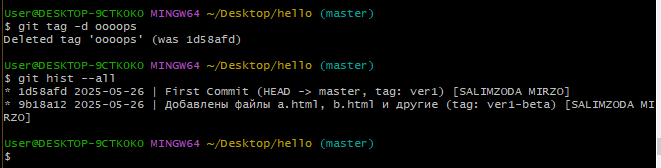 User@DESKTOP-9CTKOKO MINGW64 ~/Desktop/hello (master)
$ git tag -d oooops
Deleted tag 'oooops' (was 1d58afd)
User@DESKTOP-9CTKOKO MINGW64 ~/Desktop/hello (master)
$ git hist --all
* 1d58afd 2025-05-26 | First Commit (HEAD -> master, tag: ver1) [SALIMZODA MIRZO]
* 9b18a12 2025-05-26 | Добавлены файлы a.html, b.html и другие (tag: ver1-beta) [SALIMZODA MI
RZO]
User@DESKTOP-9CTKOKO MINGW64 ~/Desktop/hello (master)
$